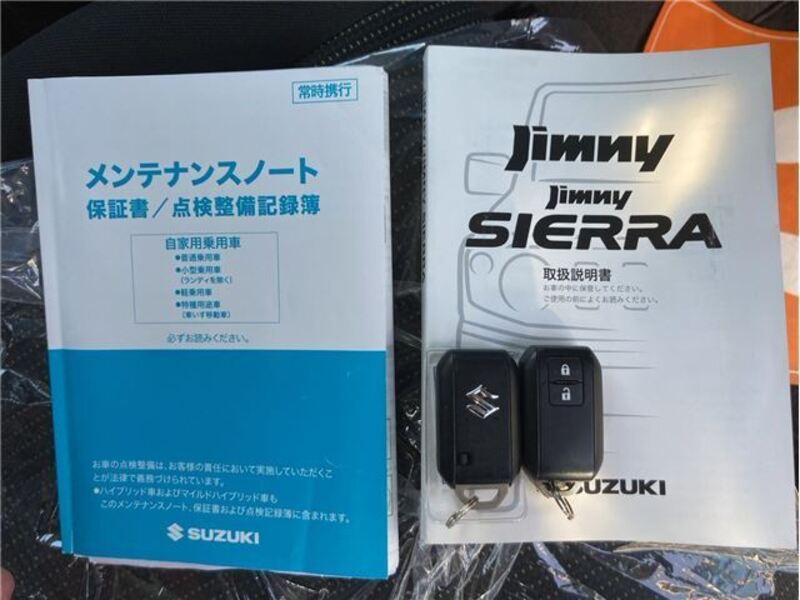 常時携行
メンテナンスノート
保証書／点検整備記録簿
自家用乗用車
●普通乗用車
●小型乗用車
（ランディを除く）
●軽乗用車
●特種用途車
（車いす移動車）
必ずお読みください。
お車の点検整備は、お客様の責任において実施していただくこ
とが法律で義務づけられています。
●ハイブリッド車およびマイルドハイブリッド車も
このメンテナンスノート、保証書および点検記録簿に含まれます。
SUZUKI
Jimny
Jimny
SIERRA
取扱説明書
お車の中に保管してください。
ご使用の前によくお読みください。
SUZUKI